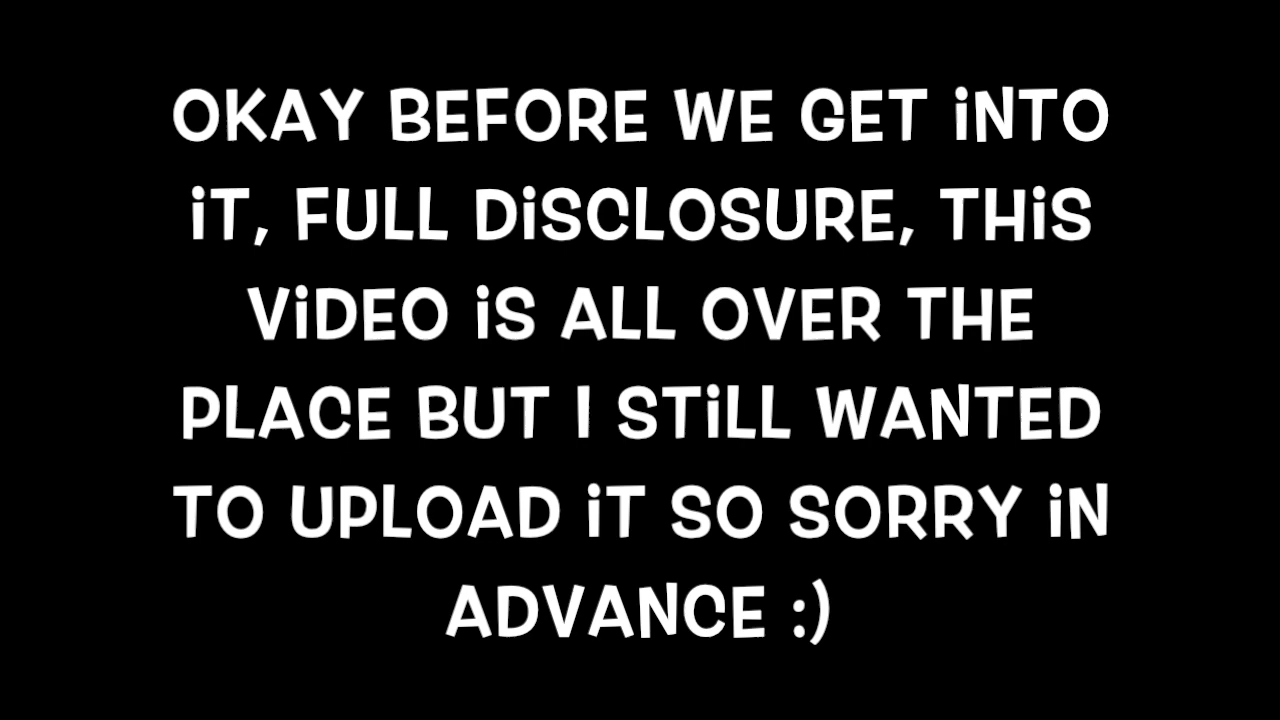 OKAY BEFORE WE GET iNTO
iT, FULL DiSCLOSURE, THiS
ViDEO iS ALL OVER THE
PLACE BUT I STiLL WANTED
TO UPLOAD iT SO SORRY iN
ADVANCE :)